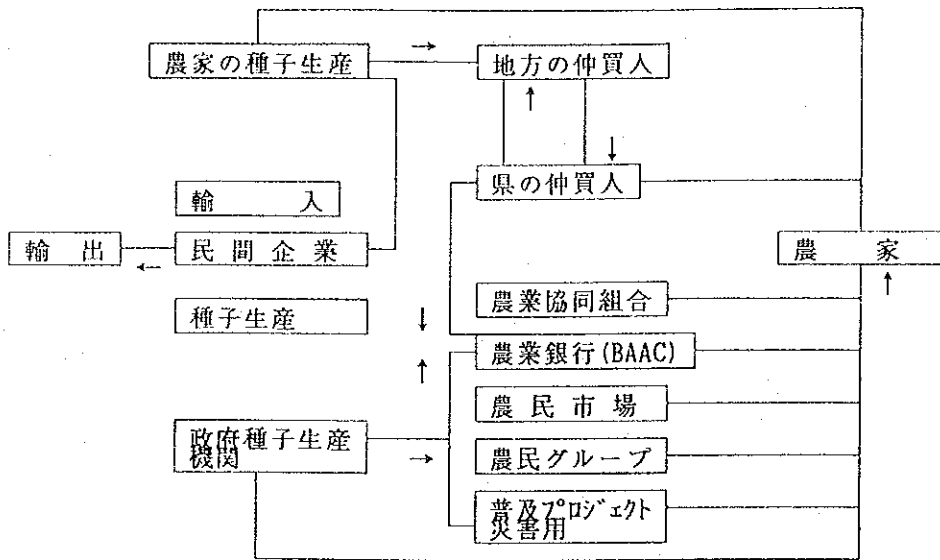 農家の種子生産
→
地方の仲買人
↑
↓
県の仲買人
輸 入
輸 出
←
民間企業
農 家
↑
種子生産
↓
↑
農業協同組合
農業銀行(BAAC)
農民市場
政府種子生産
機関
→
農民グループ
普及プロジェクト
災害用